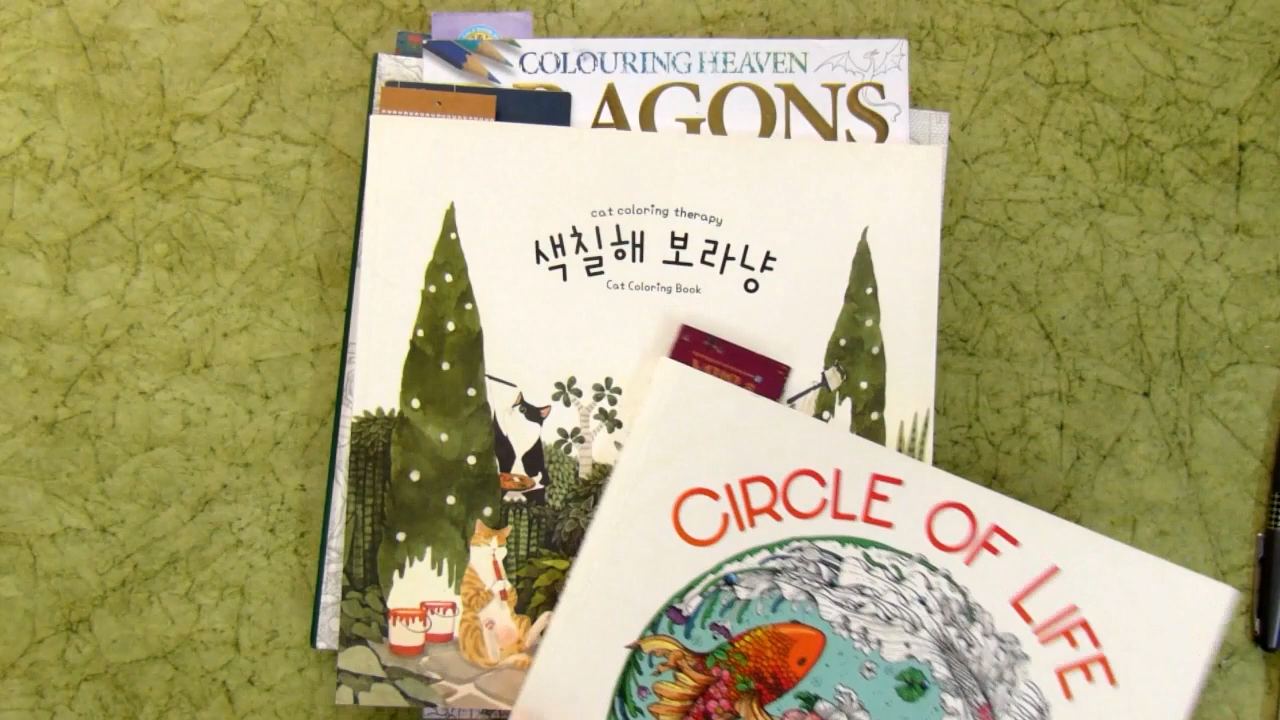 COLOURING HEAVEN
AGONS
cat coloring therapy
색칠해 보라냥
Cat Coloring Book
CIRCLE OF LIFE